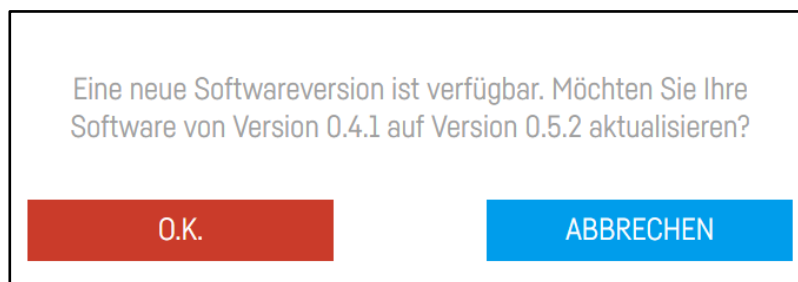 Eine neue Softwareversion ist verfügbar. Möchten Sie Ihre
Software von Version 0.4.1 auf Version 0.5.2 aktualisieren?
O.K.
ABBRECHEN